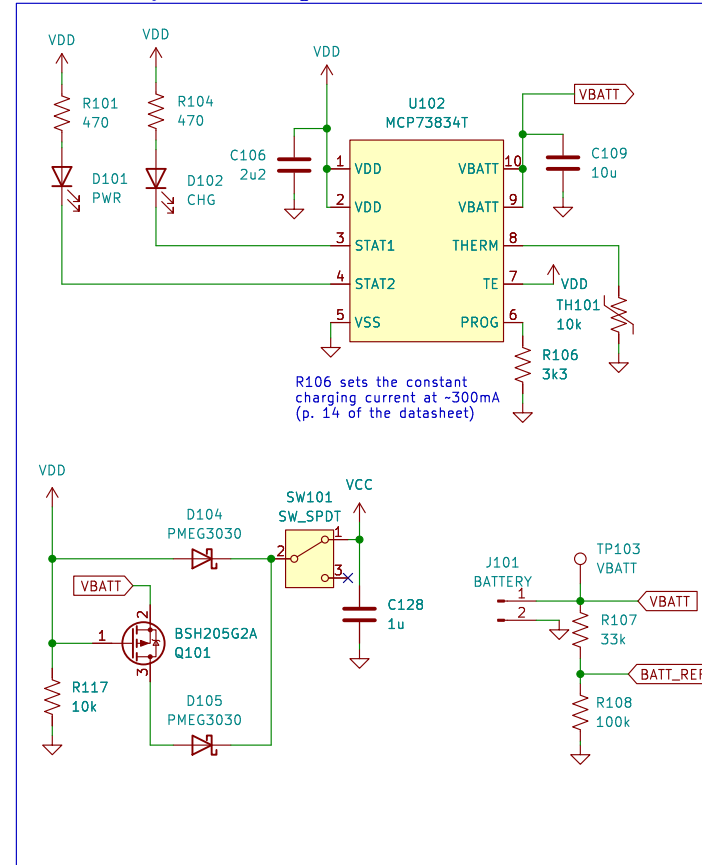 VDD
R101
470
D101
PWR
VDD
R104
470
D102
CHG
VDD
C106
2u2
U102
MCP73834T
1 VDD
2 VDD
3 STAT1
4 STAT2
5 VSS
VBATT 10
VBATT 9
THERM 8
TE 7
PROG 6
VBATT
C109
10u
VDD
TH101
10k
R106
3k3
R106 sets the constant
charging current at ~300mA
(p. 14 of the datasheet)
VDD
D104
PMEG3030
VBATT
1
2
3
BSH205G2A
Q101
R117
10k
D105
PMEG3030
SW101
SW_SPDT
2
1
3
VCC
C128
1u
J101
BATTERY
1
2
TP103
VBATT
VBATT
R107
33k
BATT_REF
R108
100k